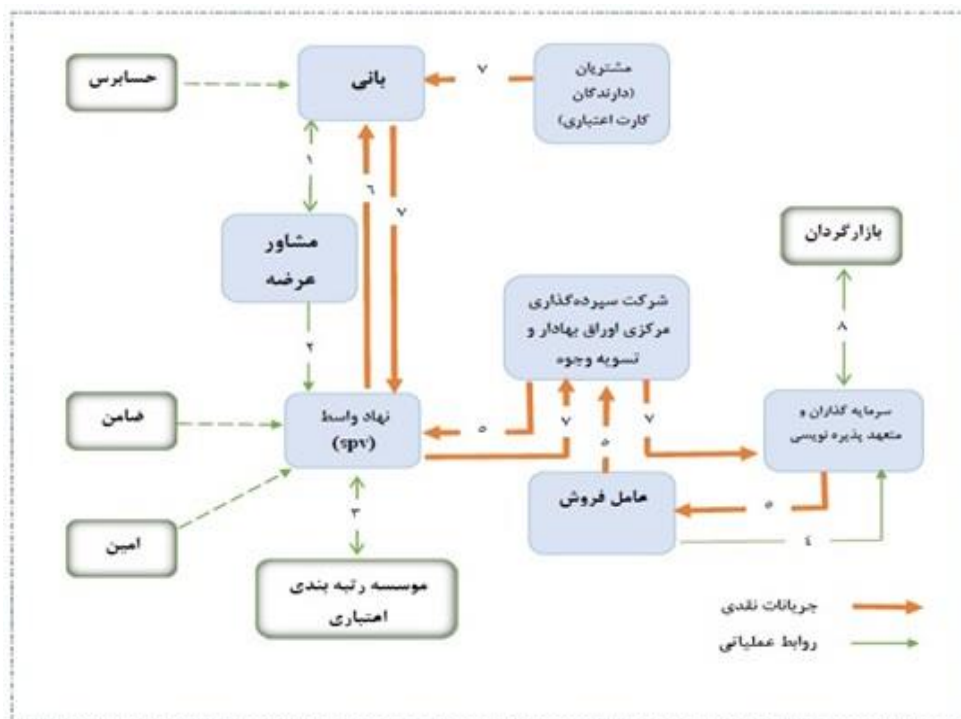 حسابرس
بانی
مشتریان
(دارندگان
کارت اعتباری)
۷
۱
۶
۷
مشاور
عرضه
بازارگردان
شرکت سپرده‌گذاری
مرکزی اوراق بهادار و
تسویه وجوه
۲
۸
ضامن
نهاد واسط
(spv)
۵
۷
۵
۷
سرمایه گذاران و
متعهد پذیره نویسی
امین
۳
عامل فروش
۵
٤
موسسه رتبه بندی
اعتباری
جریانات نقدی
روابط عملیاتی